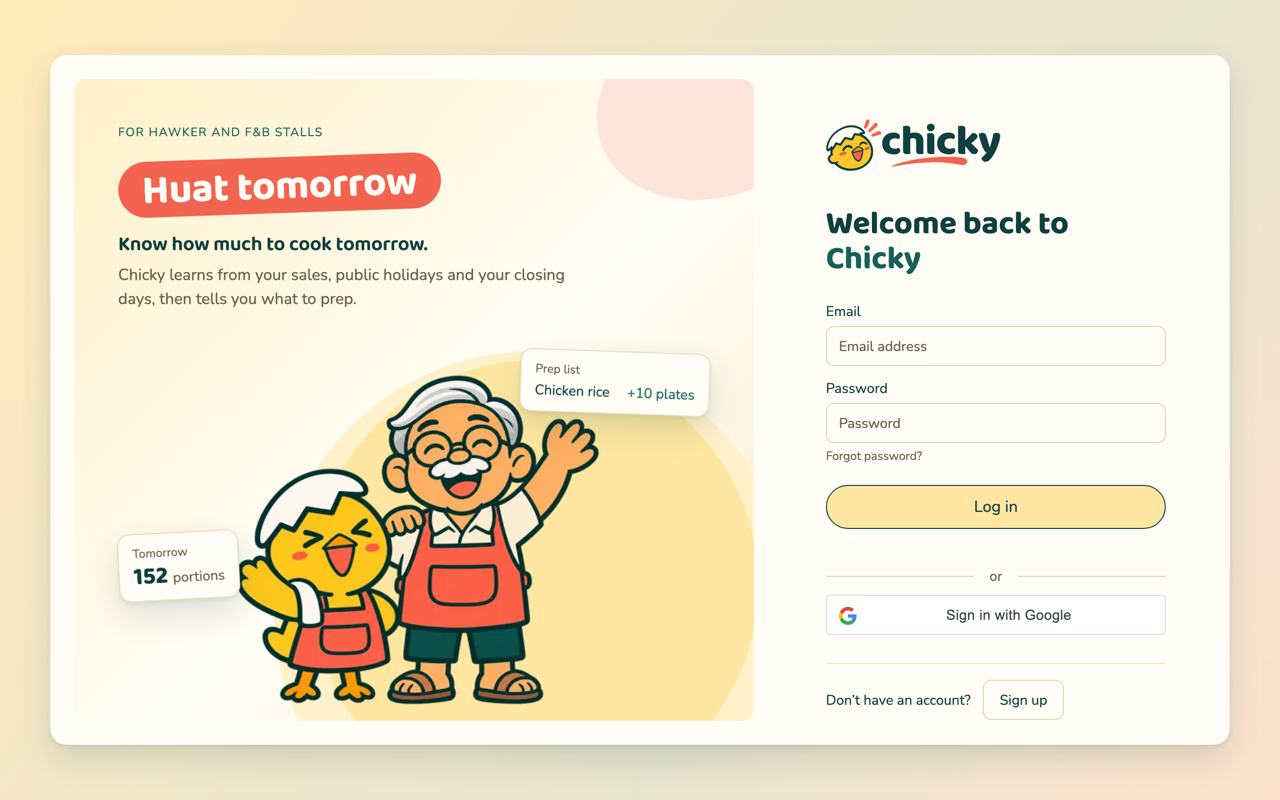 FOR HAWKER AND F&B STALLS
Huat tomorrow
Know how much to cook tomorrow.
Chicky learns from your sales, public holidays and your closing
days, then tells you what to prep.
Prep list
Chicken rice +10 plates
Tomorrow
152 portions
chicky
Welcome back to
Chicky
Email
Email address
Password
Password
Forgot password?
Log in
or
Sign in with Google
Don’t have an account? Sign up